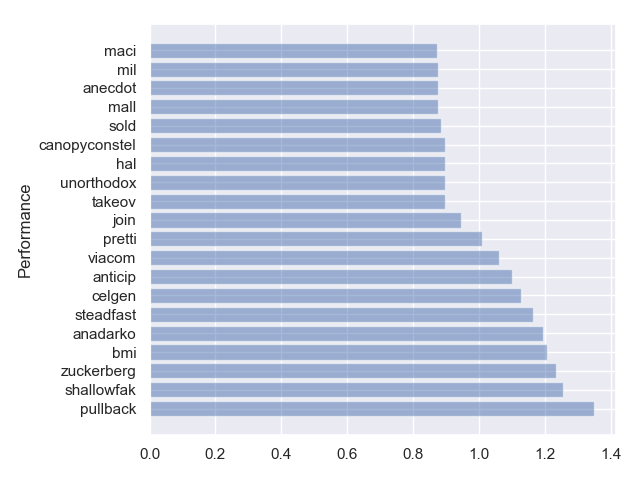 maci
mil
anecdot
mall
sold
canopyconstel
hal
unorthodox
takeov
join
pretti
viacom
anticip
celgen
steadfast
anadarko
bmi
zuckerberg
shallowfak
pullback
Performance
0.0 0.2 0.4 0.6 0.8 1.0 1.2 1.4